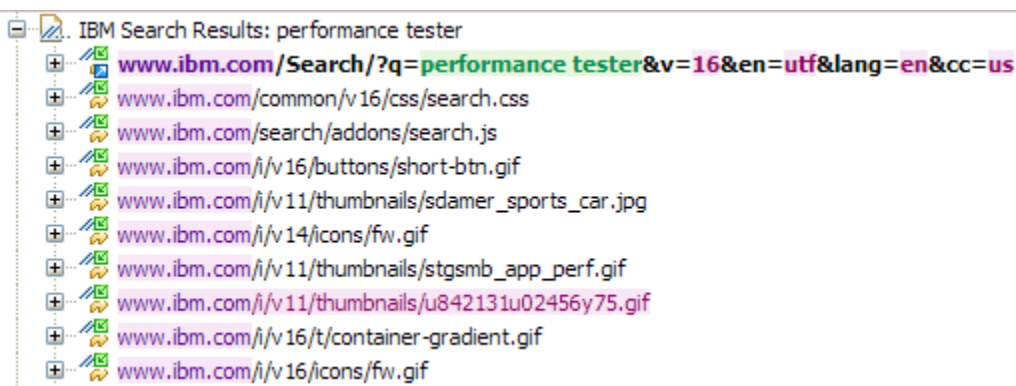 IBM Search Results: performance tester
www.ibm.com/Search/?q=performance tester&v=16&en=utf&lang=en&cc=us
www.ibm.com/common/v16/css/search.css
www.ibm.com/search/addons/search.js
www.ibm.com/i/v16/buttons/short-btn.gif
www.ibm.com/i/v11/thumbnails/sdamer_sports_car.jpg
www.ibm.com/i/v14/icons/fw.gif
www.ibm.com/i/v11/thumbnails/stgsmb_app_perf.gif
www.ibm.com/i/v11/thumbnails/u842131u02456y75.gif
www.ibm.com/i/v16/t/container-gradient.gif
www.ibm.com/i/v16/icons/fw.gif